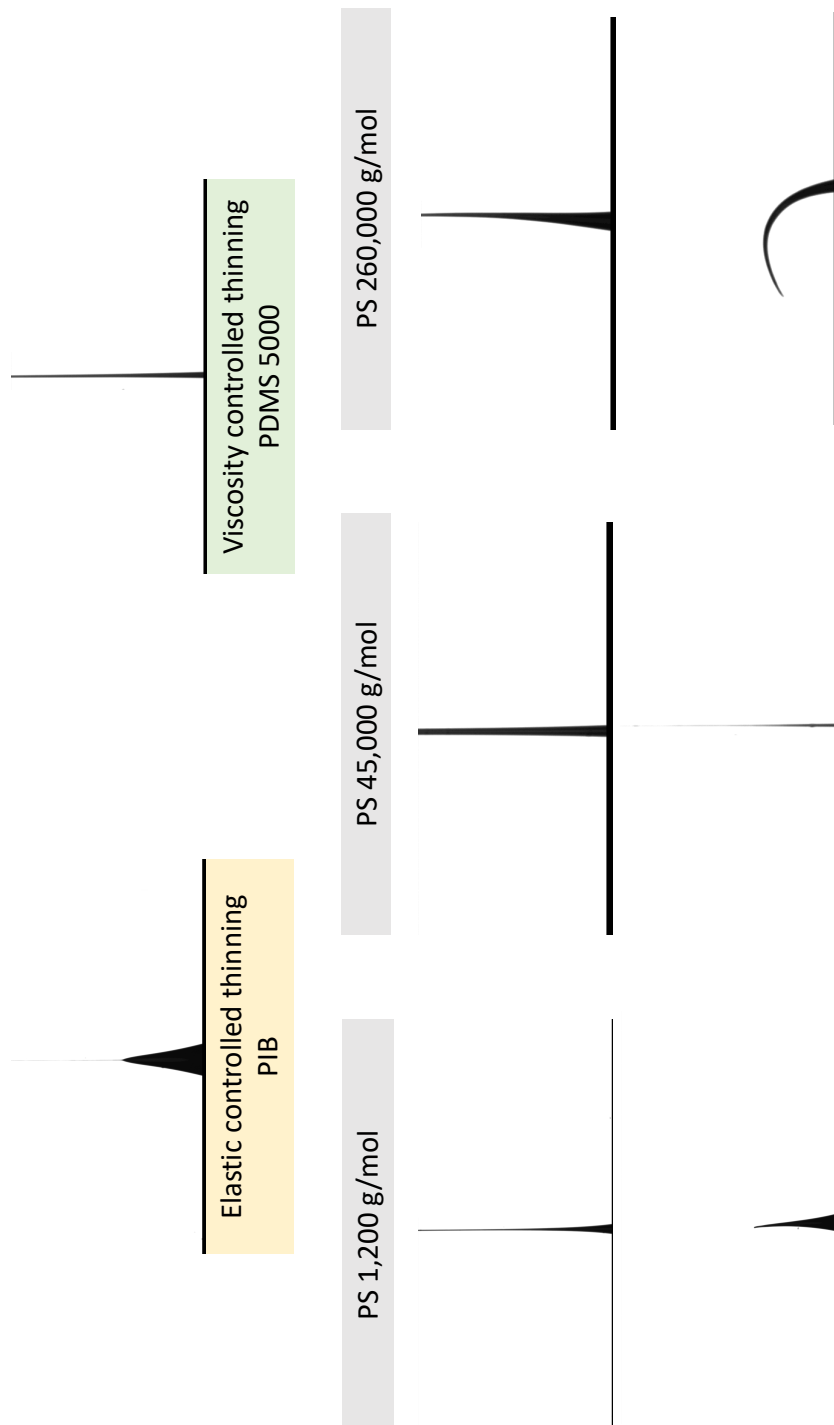 Elastic controlled thinning
PIB
Viscosity controlled thinning
PDMS 5000
PS 1,200 g/mol
PS 45,000 g/mol
PS 260,000 g/mol